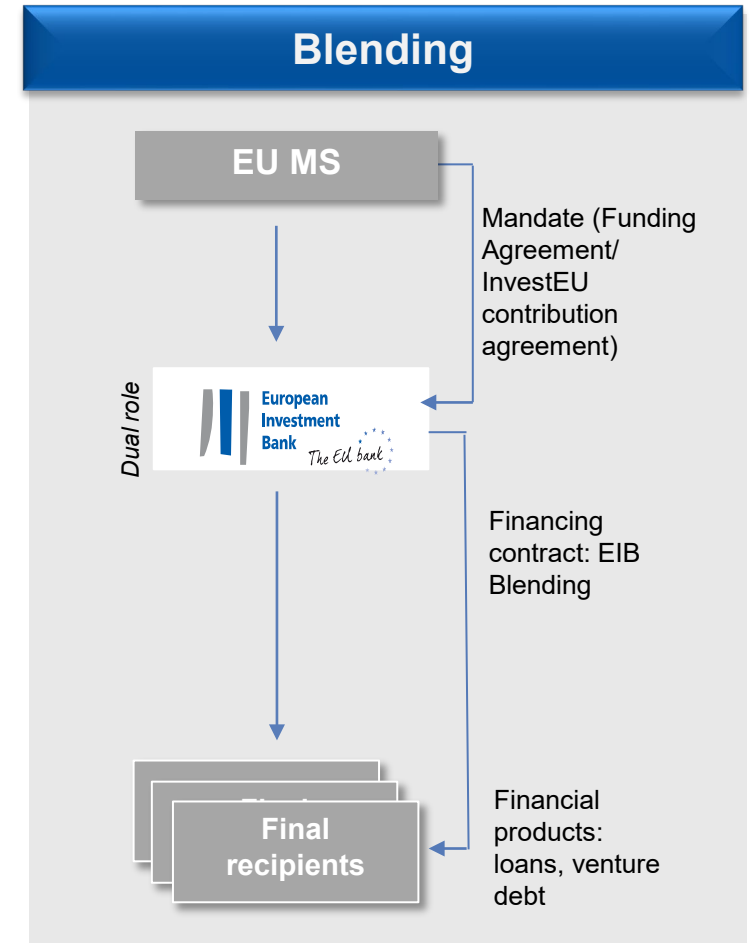 Blending
EU MS
Mandate (Funding
Agreement/
InvestEU
contribution
agreement)
Dual role
European
Investment
Bank
The EU bank
Financing
contract: EIB
Blending
Final
recipients
Financial
products:
loans, venture
debt